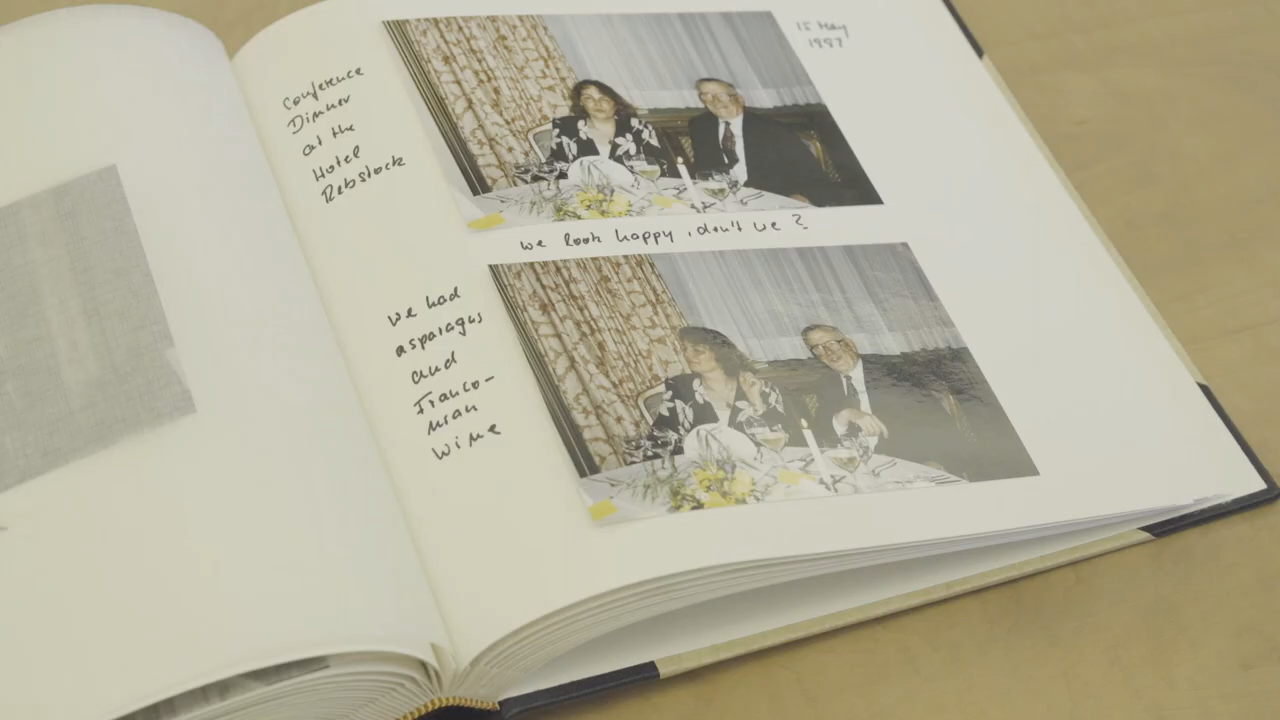 15 May
1997
Conference
Dinner
at the
Hotel
Rebstock
we look happy, don't we?
we had
asparagus
and
Franco-
nian
wine